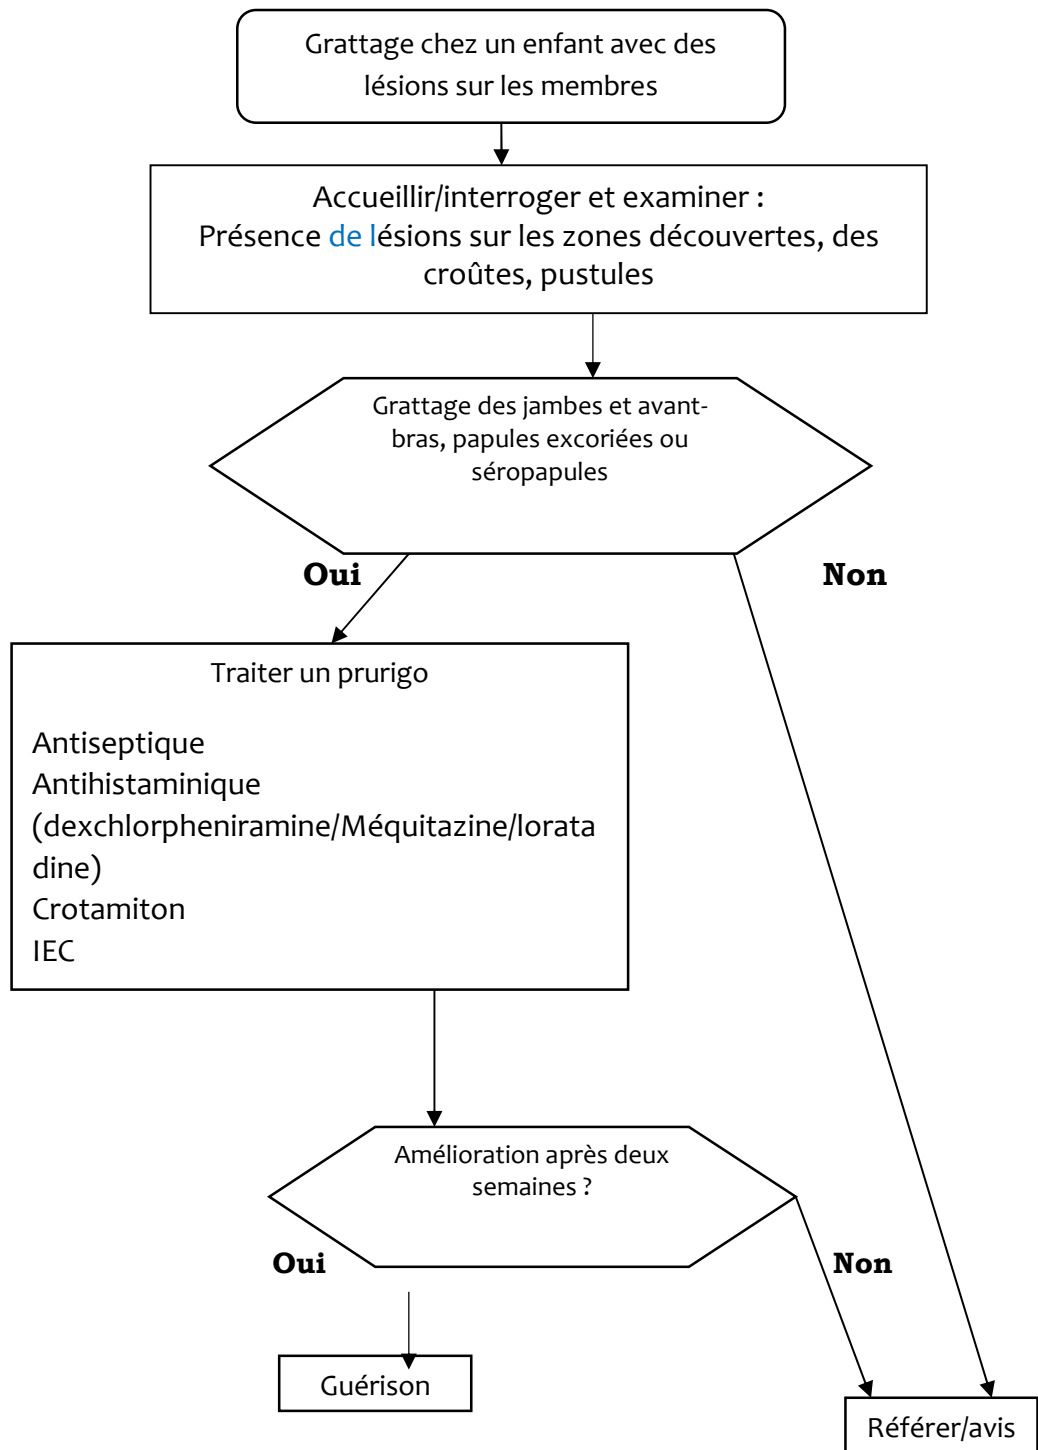 Grattage chez un enfant avec des
lésions sur les membres
Accueillir/interroger et examiner :
Présence de lésions sur les zones découvertes, des
croûtes, pustules
Grattage des jambes et avant-
bras, papules excoriées ou
séropapules
Oui
Non
Traiter un prurigo
Antiseptique
Antihistaminique
(dexchlorpheniramine/Méquitazine/lorata
dine)
Crotamiton
IEC
Amélioration après deux
semaines ?
Oui
Non
Guérison
Référer/avis